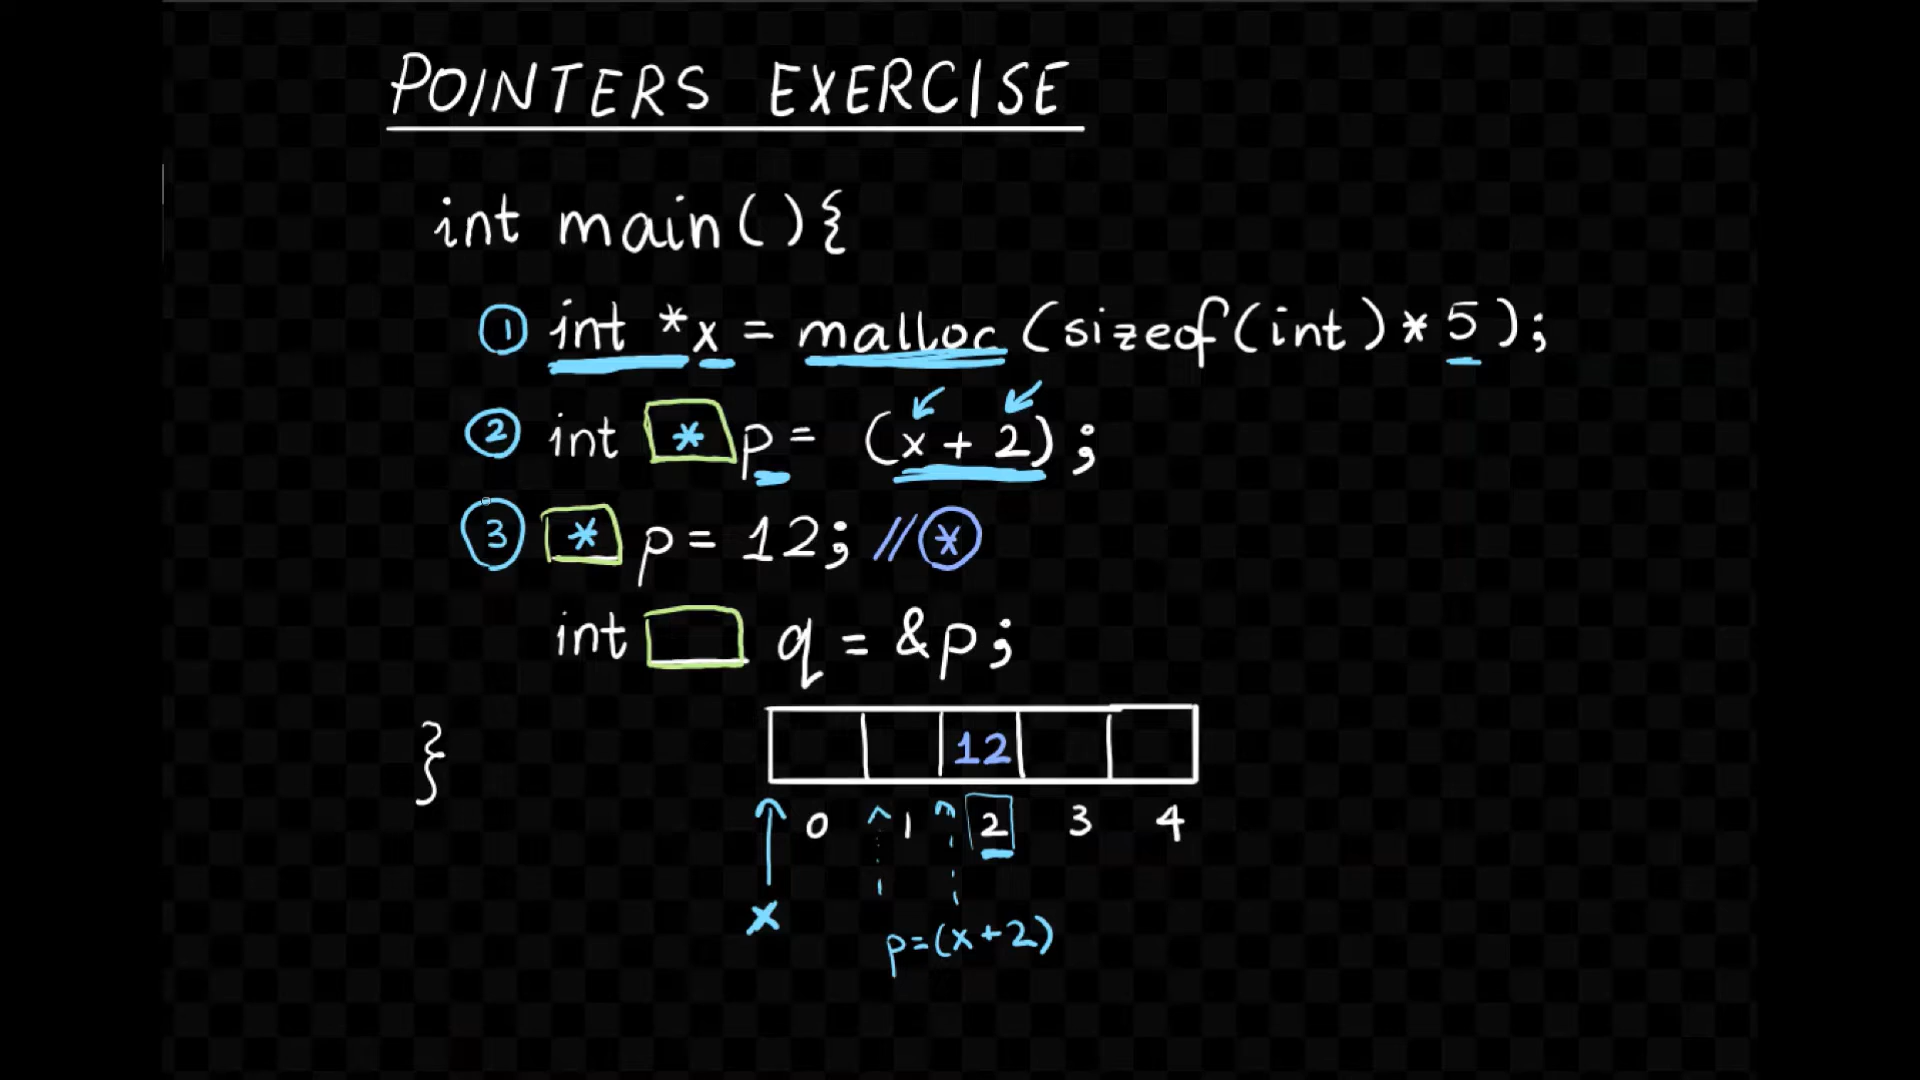 POINTERS EXERCISE
int main(){
① int *x = malloc(sizeof(int)*5);
② int * p = (x + 2);
③ * p = 12; //⊛
int q = &p;
}
12
0 1 2 3 4
x
p=(x+2)